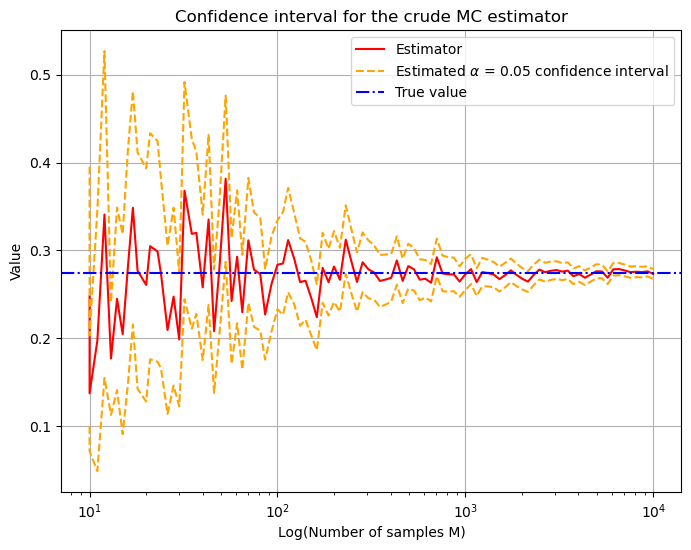 Confidence interval for the crude MC estimator
Estimator
Estimated α = 0.05 confidence interval
True value
Value
0.5
0.4
0.3
0.2
0.1
10¹
10²
10³
10⁴
Log(Number of samples M)